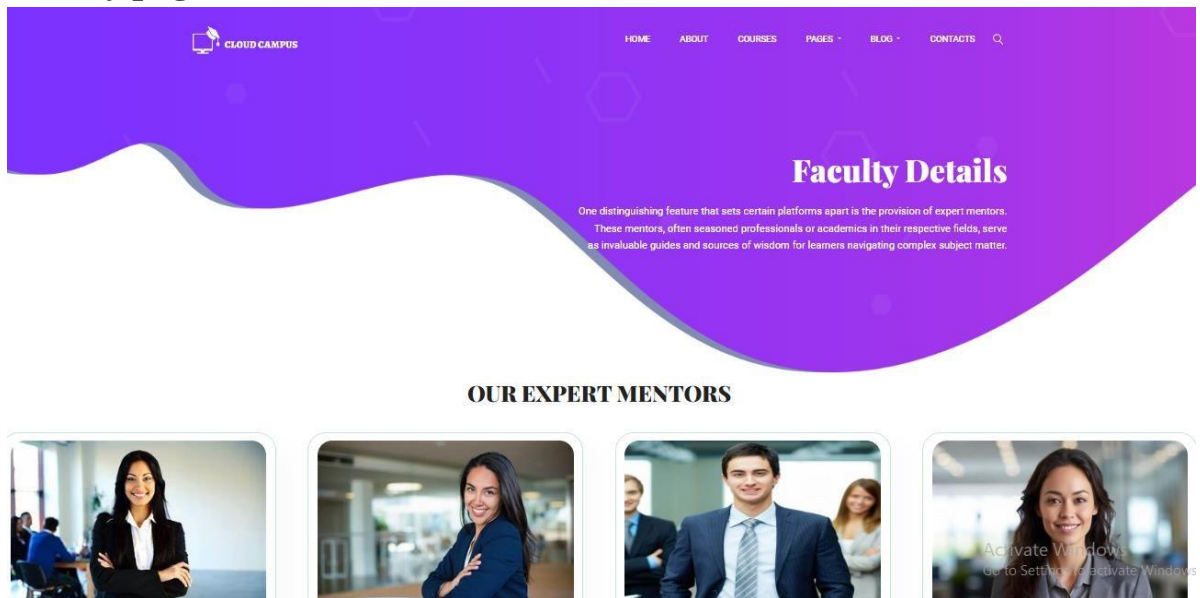 CLOUD CAMPUS
HOME ABOUT COURSES PAGES BLOG CONTACTS
Faculty Details
One distinguishing feature that sets certain platforms apart is the provision of expert mentors.
These mentors, often seasoned professionals or academics in their respective fields, serve
as invaluable guides and sources of wisdom for learners navigating complex subject matter.
OUR EXPERT MENTORS
Activate Windows
Go to Settings to activate Windows